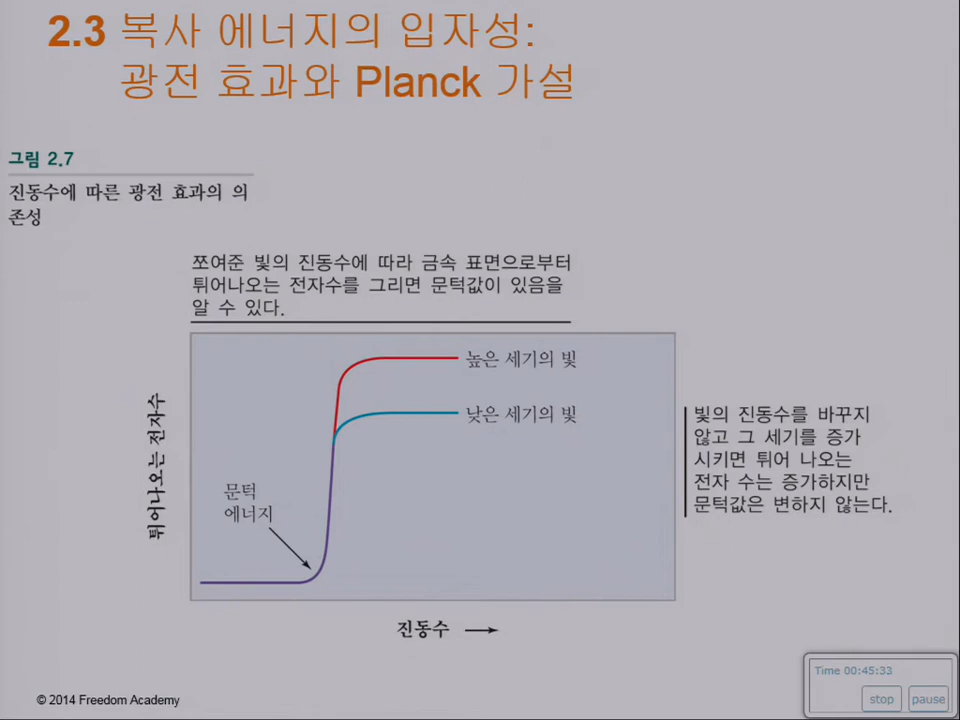 2.3 복사 에너지의 입자성:
광전 효과와 Planck 가설
그림 2.7
진동수에 따른 광전 효과의 의
존성
쪼여준 빛의 진동수에 따라 금속 표면으로부터
튀어나오는 전자수를 그리면 문턱값이 있음을
알 수 있다.
높은 세기의 빛
낮은 세기의 빛
문턱
에너지
튀어나오는 전자수
빛의 진동수를 바꾸지
않고 그 세기를 증가
시키면 튀어 나오는
전자 수는 증가하지만
문턱값은 변하지 않는다.
진동수
Time 00:45:33
stop pause
© 2014 Freedom Academy